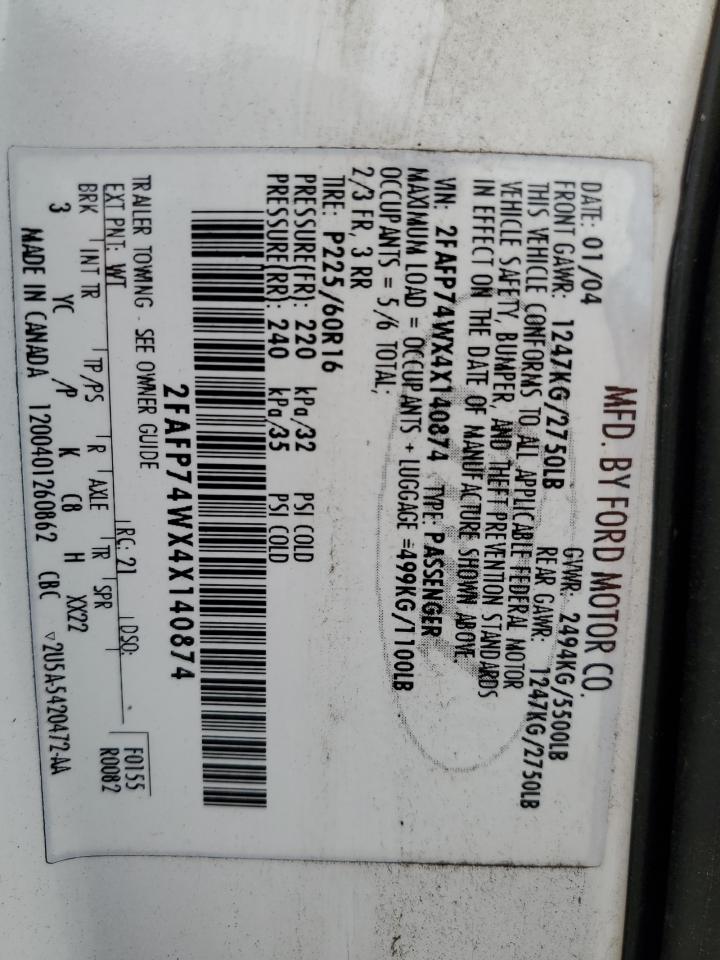 MFD. BY FORD MOTOR CO.
DATE: 01/04 GVWR: 2494KG/5500LB
FRONT GAWR: 1247KG/2750LB REAR GAWR: 1247KG/2750LB
THIS VEHICLE CONFORMS TO ALL APPLICABLE FEDERAL MOTOR
VEHICLE SAFETY, BUMPER, AND THEFT PREVENTION STANDARDS
IN EFFECT ON THE DATE OF MANUFACTURE SHOWN ABOVE.
VIN: 2FAFP74WX4X140874 TYPE: PASSENGER
MAXIMUM LOAD = OCCUPANTS + LUGGAGE =499KG/1100LB
OCCUPANTS = 5/6 TOTAL;
2/3 FR, 3 RR
TIRE: P225/60R16
PRESSURE(FR): 220 kPa/32 PSI COLD
PRESSURE(RR): 240 kPa/35 PSI COLD
2FAFP74WX4X140874
TRAILER TOWING - SEE OWNER GUIDE
EXT PNT: WT RC: 21 DSO: F0155
BRK INT TR TP/PS R AXLE TR SPR R0082
3 YC /P K C8 H XX22
MADE IN CANADA 1200401260862 CBC ▽2U5A-5420472-AA